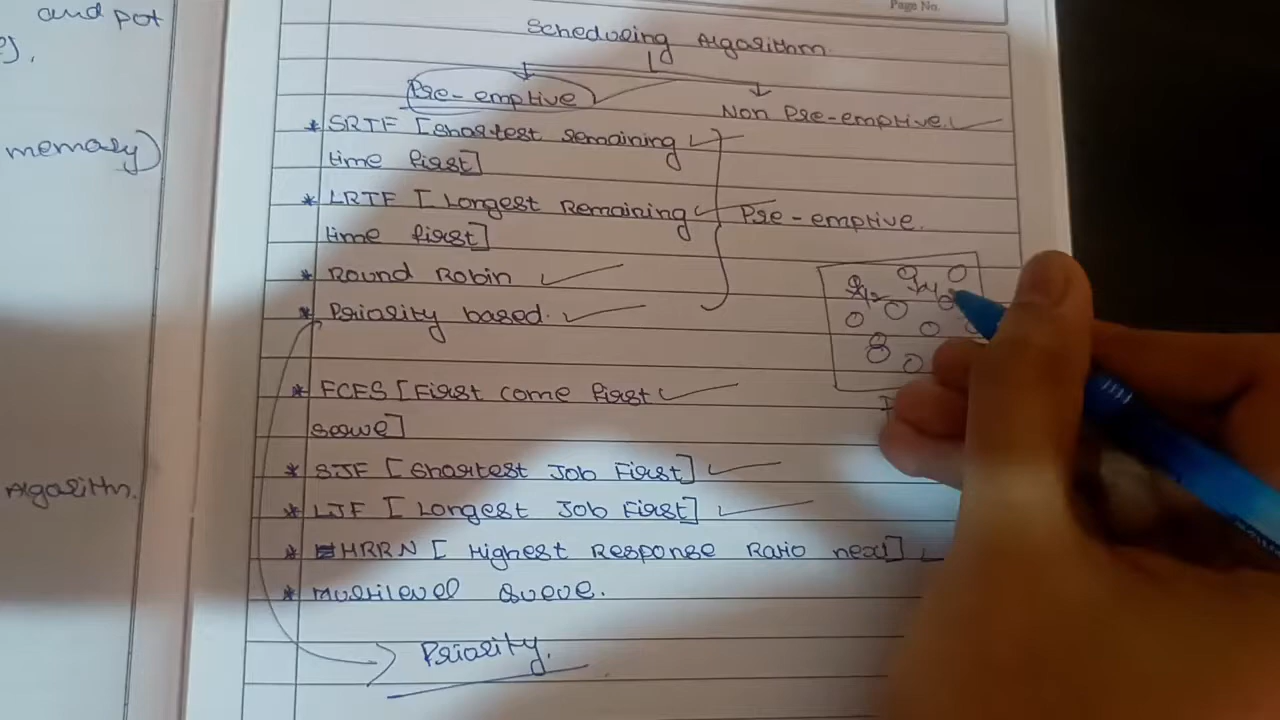 and pot
memory)
Algorithm.
Page No.
Scheduling Algorithm.
Pre-emptive
Non Pre-emptive.
* SRTF [Shortest remaining
time first]
* LRTF [Longest Remaining
time first]
Pre-emptive.
* Round Robin
* Priority based.
* FCFS [First come first
serve]
* SJF [Shortest Job First]
* LJF [Longest Job First]
* HRRN [Highest Response Ratio next]
* multilevel Queue.
Priority.